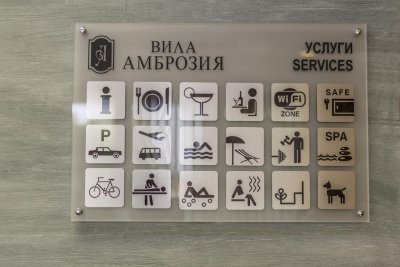 ВИЛА
АМБРОЗИЯ
УСЛУГИ
SERVICES
i
Wi Fi
ZONE
SAFE
P
SPA